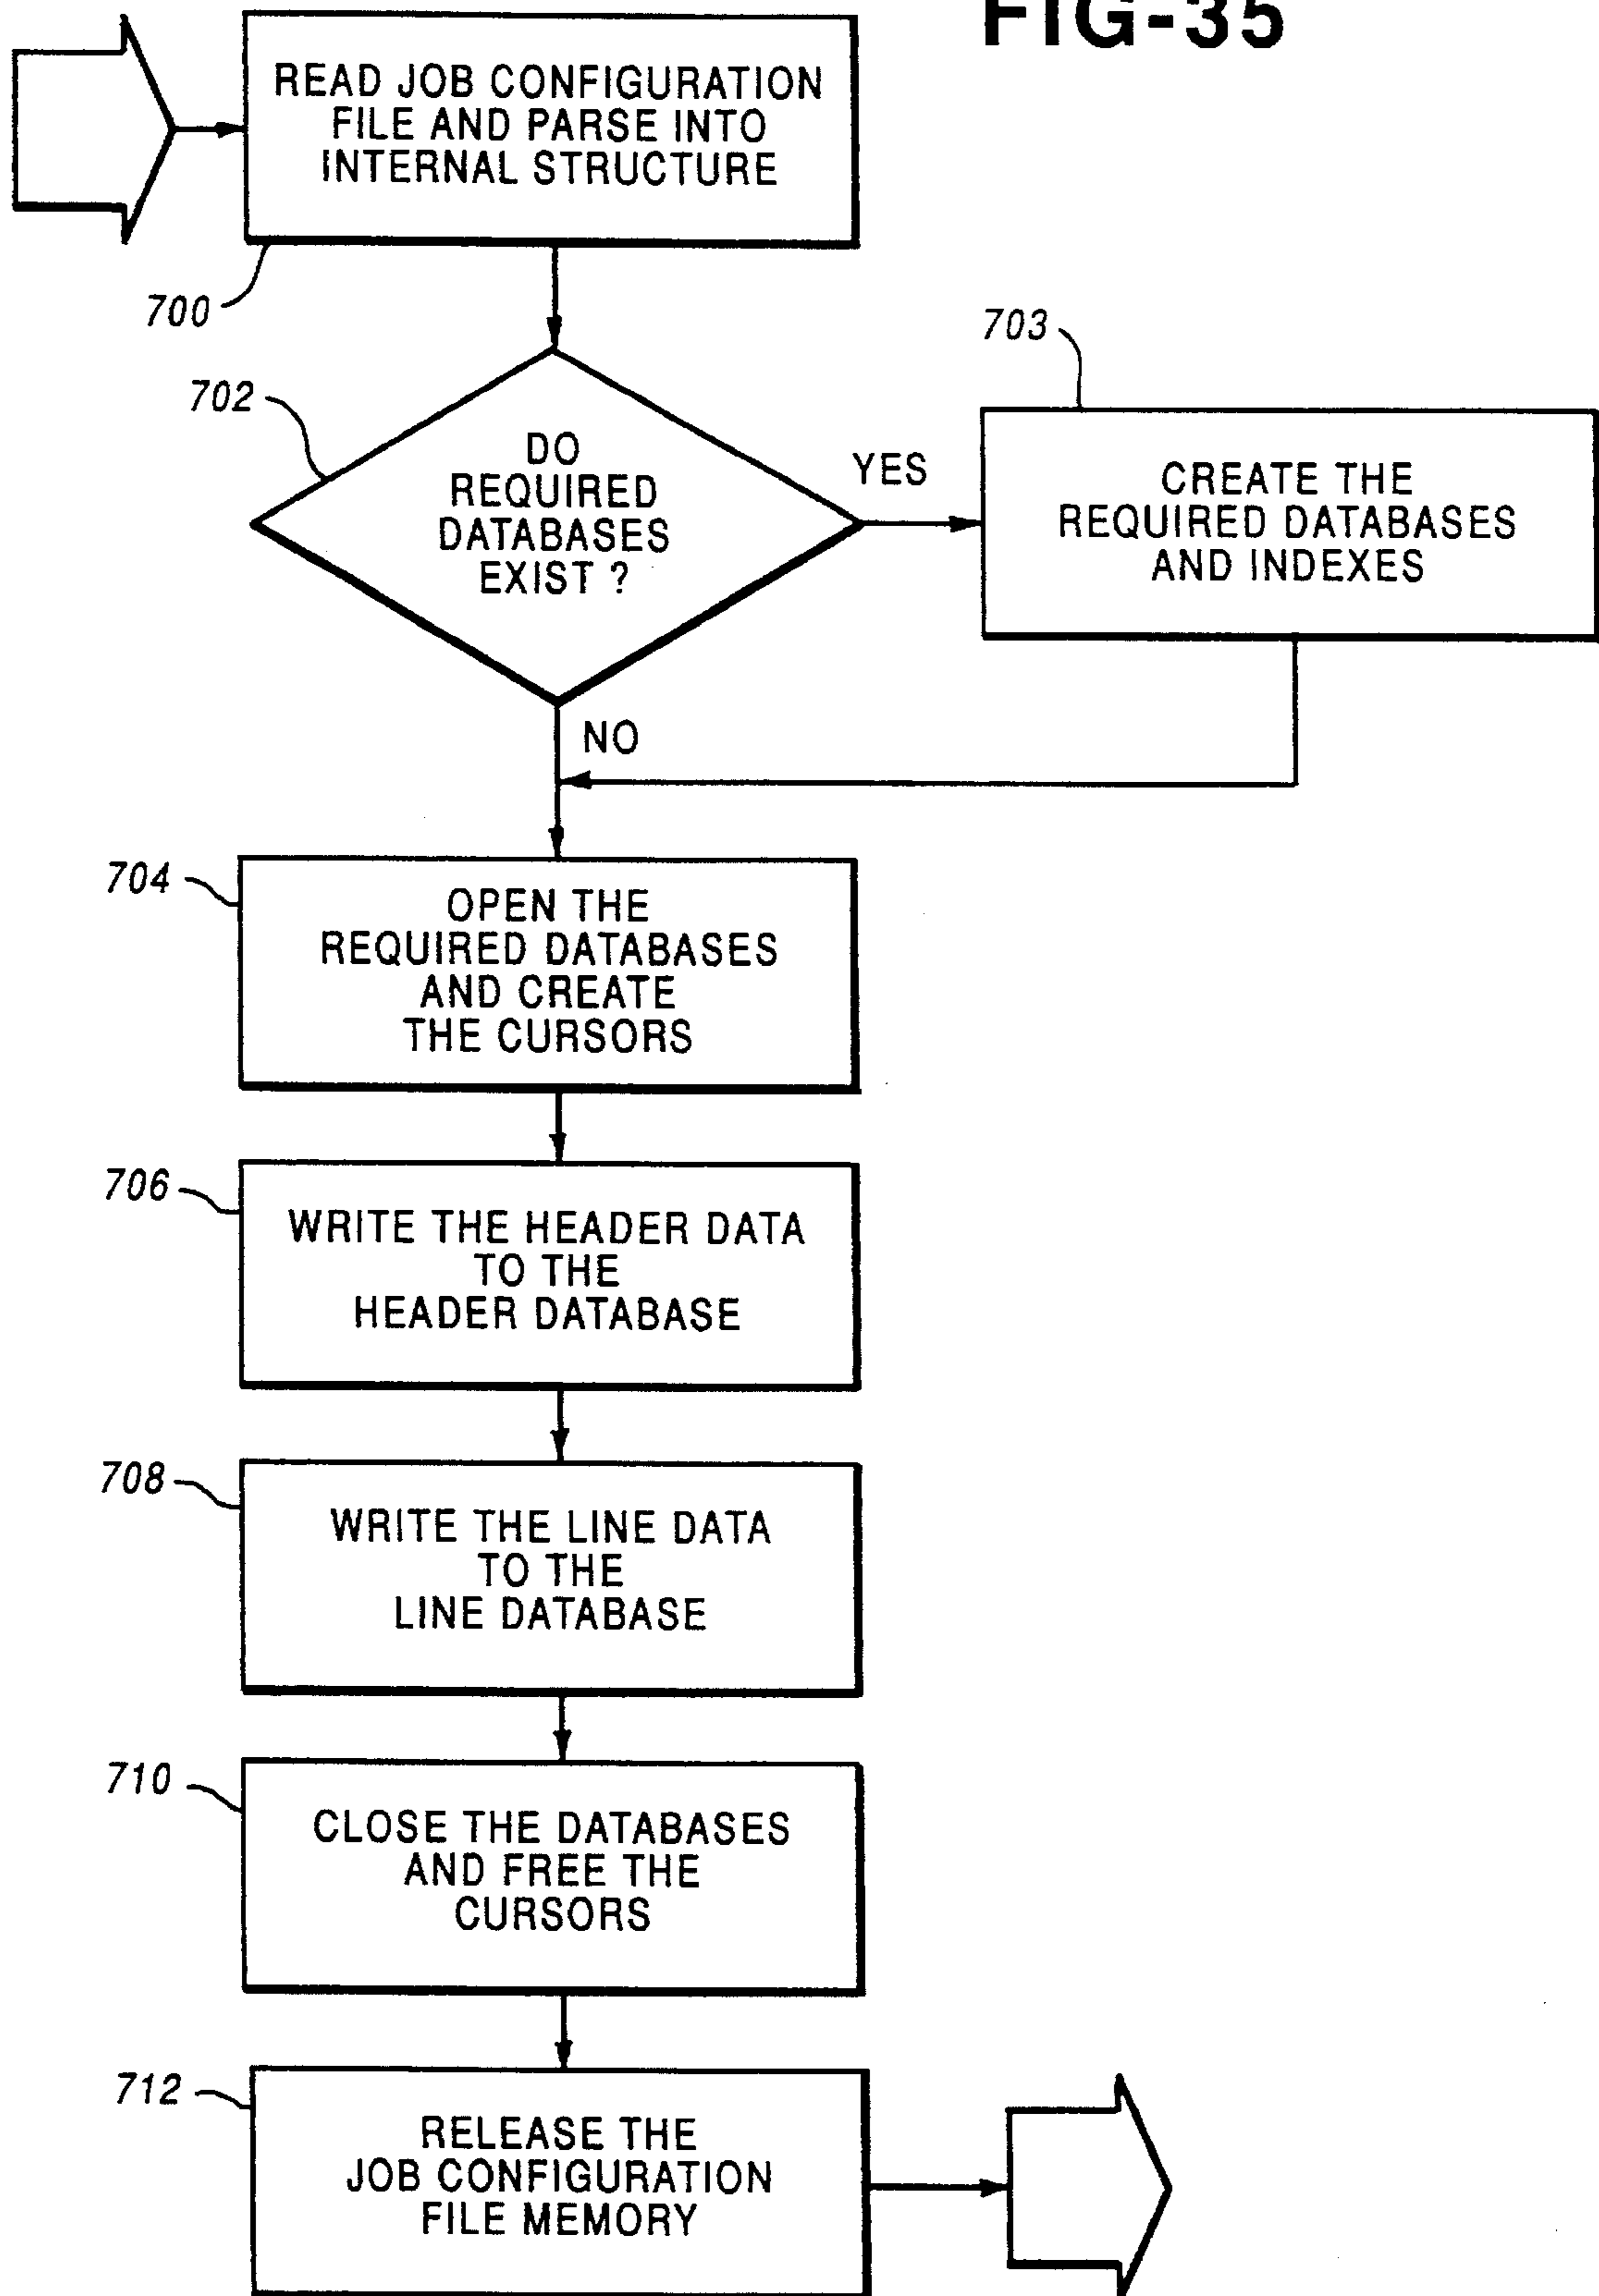 FIG-35
READ JOB CONFIGURATION
FILE AND PARSE INTO
INTERNAL STRUCTURE
700
702
DO
REQUIRED
DATABASES
EXIST ?
YES
703
CREATE THE
REQUIRED DATABASES
AND INDEXES
NO
704
OPEN THE
REQUIRED DATABASES
AND CREATE
THE CURSORS
706
WRITE THE HEADER DATA
TO THE
HEADER DATABASE
708
WRITE THE LINE DATA
TO THE
LINE DATABASE
710
CLOSE THE DATABASES
AND FREE THE
CURSORS
712
RELEASE THE
JOB CONFIGURATION
FILE MEMORY